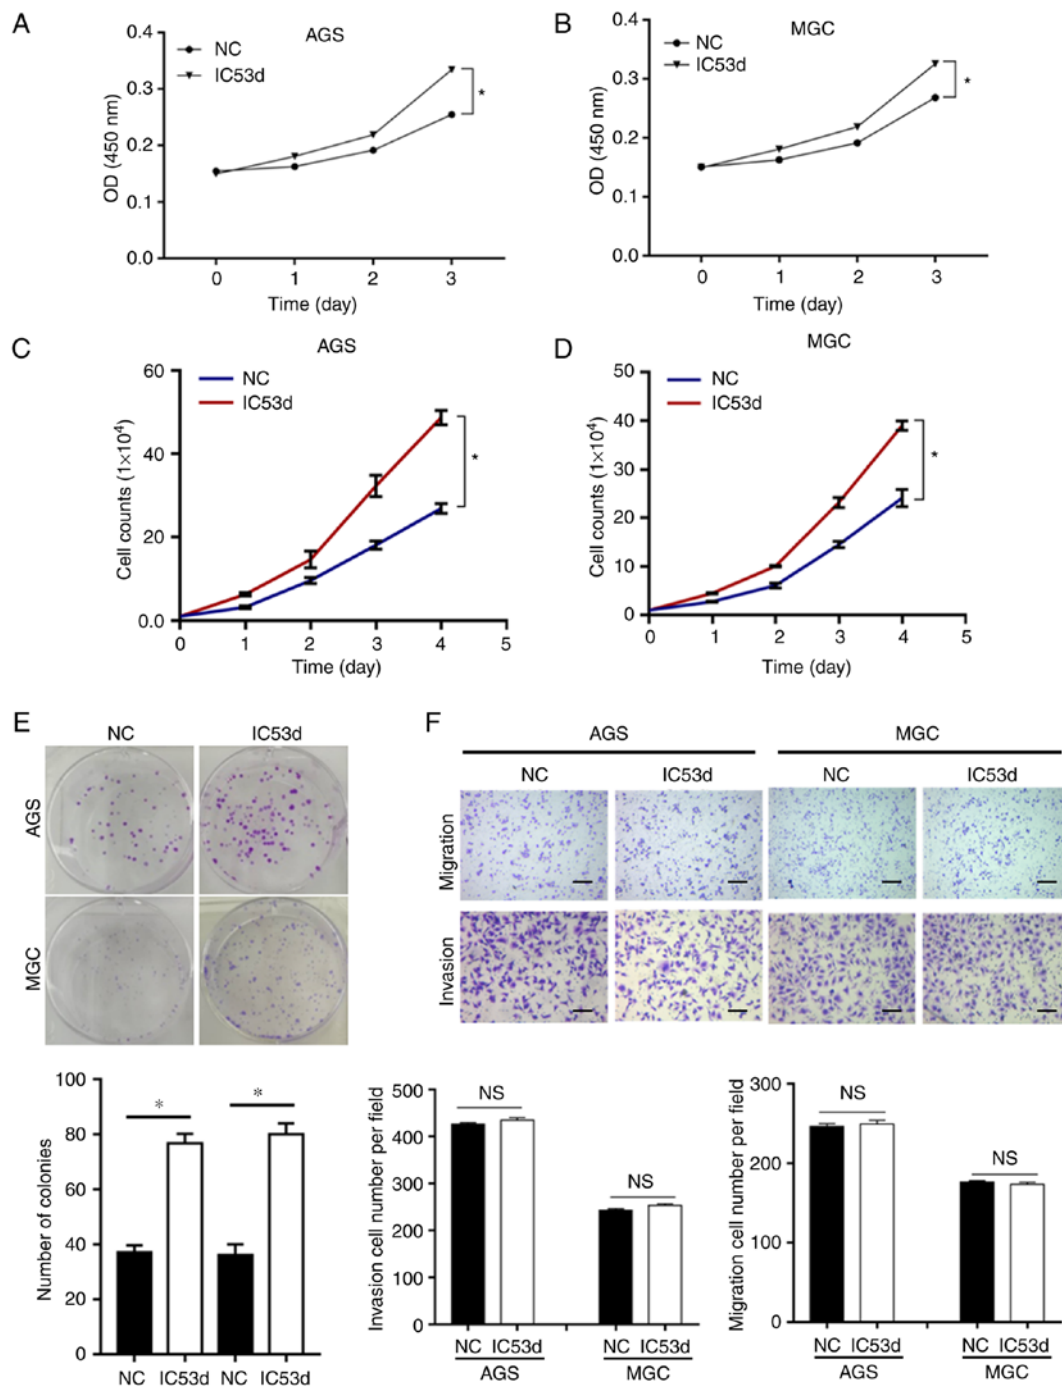 A
AGS
NC
IC53d
OD (450 nm)
0.4
0.3
0.2
0.1
0.0
*
0 1 2 3
Time (day)
B
MGC
NC
IC53d
OD (450 nm)
0.4
0.3
0.2
0.1
0.0
*
0 1 2 3
Time (day)
C
AGS
NC
IC53d
Cell counts (1×10⁴)
60
40
20
0.0
*
0 1 2 3 4 5
Time (day)
D
MGC
NC
IC53d
Cell counts (1×10⁴)
50
40
30
20
10
0
*
0 1 2 3 4 5
Time (day)
E
NC IC53d
AGS
MGC
Number of colonies
100
80
60
40
20
0
* *
NC IC53d NC IC53d
F
AGS MGC
NC IC53d NC IC53d
Migration
Invasion
Invasion cell number per field
500
400
300
200
100
0
NS
NS
NC IC53d NC IC53d
AGS MGC
Migration cell number per field
300
200
100
0
NS
NS
NC IC53d NC IC53d
AGS MGC